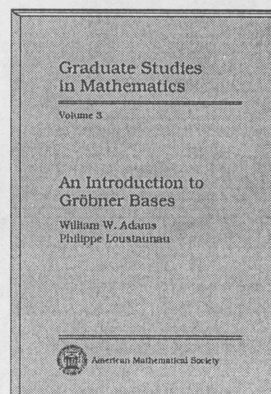 Graduate Studies
in Mathematics
Volume 3
An Introduction to
Gröbner Bases
William W. Adams
Philippe Loustaunau
American Mathematical Society